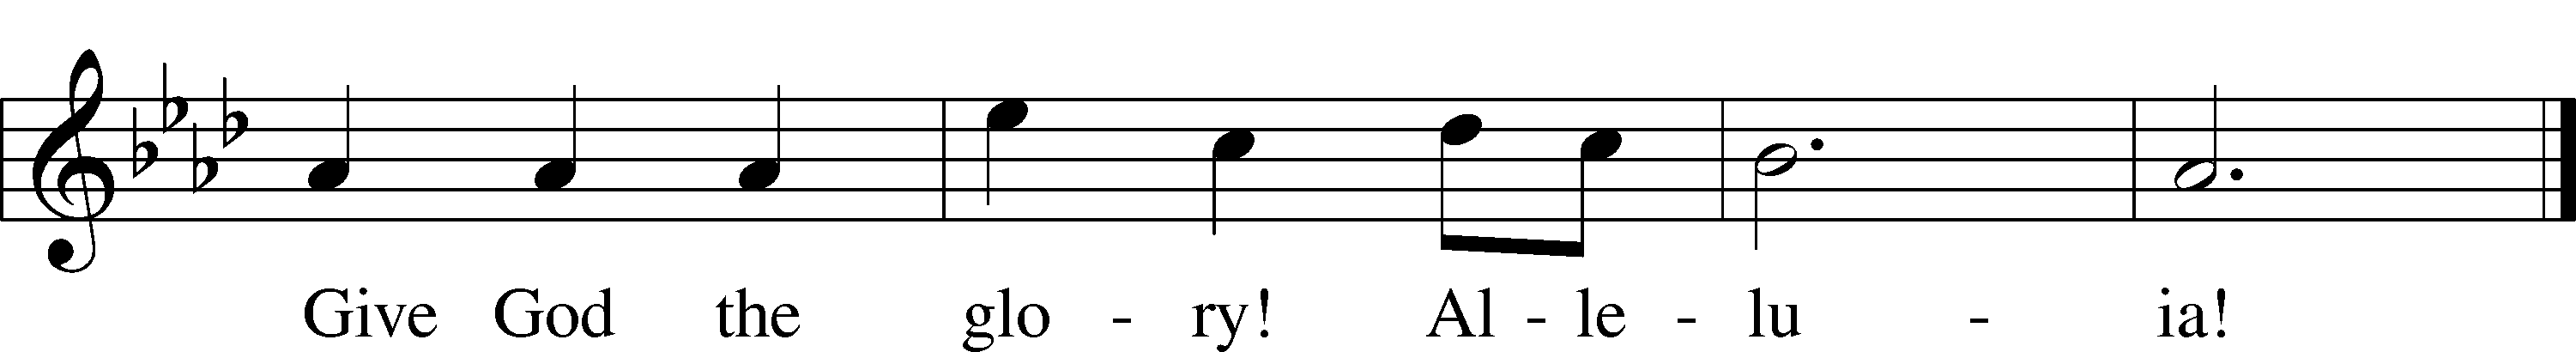 Give God the glo - ry! Al - le - lu - ia!